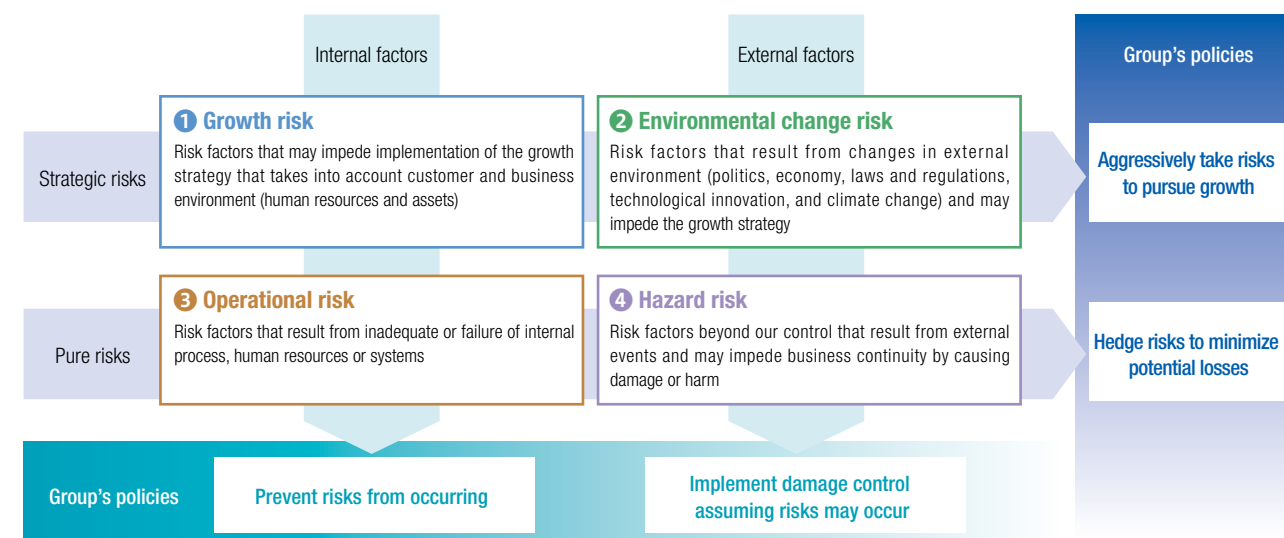 Internal factors
External factors
Group's policies
Strategic risks
❶ Growth risk
Risk factors that may impede implementation of the growth
strategy that takes into account customer and business
environment (human resources and assets)
❷ Environmental change risk
Risk factors that result from changes in external
environment (politics, economy, laws and regulations,
technological innovation, and climate change) and may
impede the growth strategy
Aggressively take risks
to pursue growth
Pure risks
❸ Operational risk
Risk factors that result from inadequate or failure of internal
process, human resources or systems
❹ Hazard risk
Risk factors beyond our control that result from external
events and may impede business continuity by causing
damage or harm
Hedge risks to minimize
potential losses
Group's policies
Prevent risks from occurring
Implement damage control
assuming risks may occur